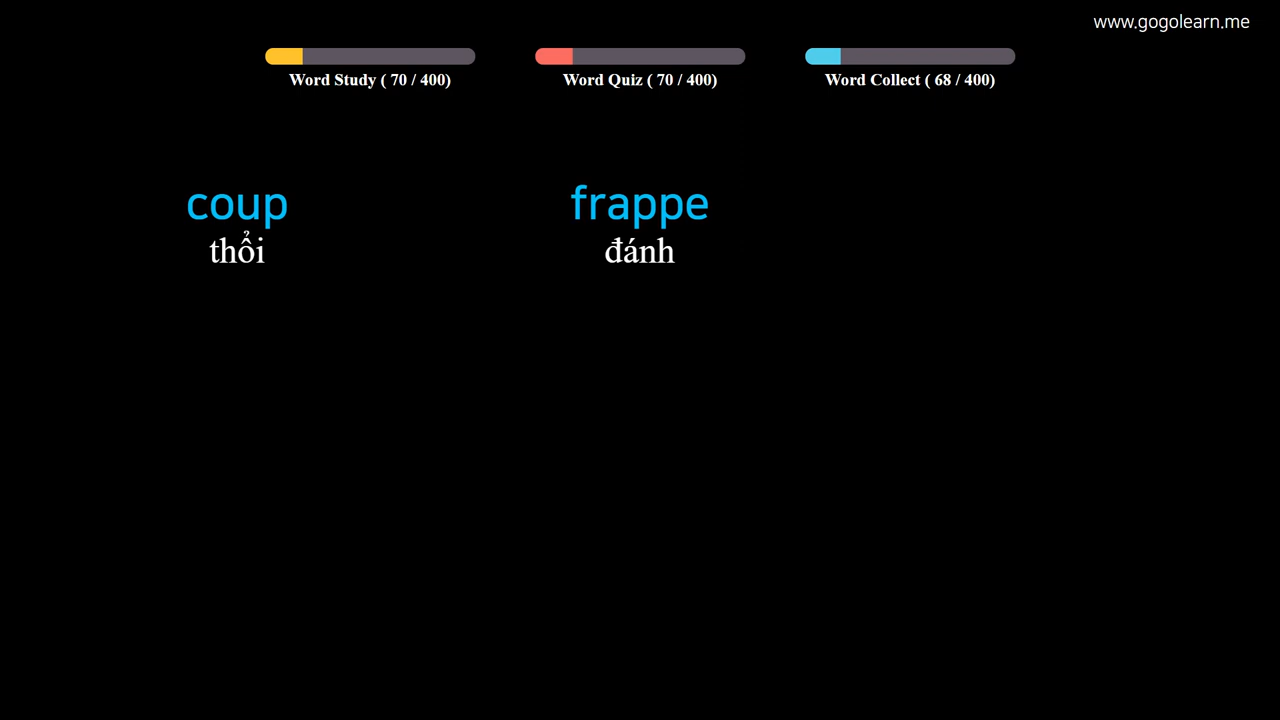 www.gogolearn.me
Word Study ( 70 / 400)
Word Quiz ( 70 / 400)
Word Collect ( 68 / 400)
coup
thổi
frappe
đánh